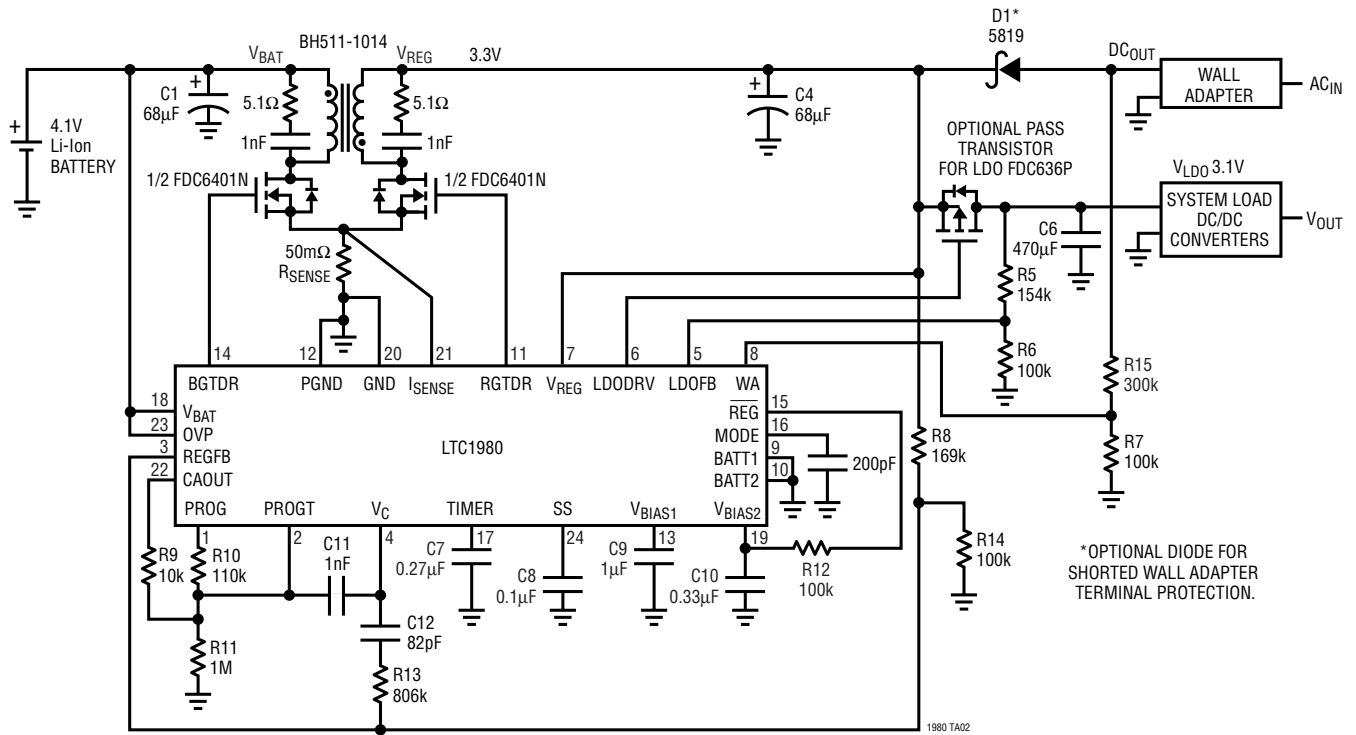 BH511-1014
V_BAT
V_REG
3.3V
D1*
5819
DC_OUT
WALL
ADAPTER
AC_IN
+
C1
68µF
5.1Ω
1nF
5.1Ω
1nF
+
C4
68µF
+
4.1V
Li-Ion
BATTERY
OPTIONAL PASS
TRANSISTOR
FOR LDO FDC636P
V_LDO 3.1V
SYSTEM LOAD
DC/DC
CONVERTERS
V_OUT
1/2 FDC6401N
1/2 FDC6401N
50mΩ
R_SENSE
C6
470µF
R5
154k
R6
100k
R15
300k
R7
100k
14
12
20
21
11
7
6
5
8
BGTDR
PGND
GND
I_SENSE
RGTDR
V_REG
LDODRV
LDOFB
WA
18
V_BAT
23
OVP
3
REGFB
22
CAOUT
LTC1980
REG
15
MODE
16
BATT1
9
BATT2
10
200pF
R8
169k
PROG
PROGT
V_C
TIMER
SS
V_BIAS1
V_BIAS2
1
2
4
17
24
13
19
R9
10k
R10
110k
C11
1nF
C7
0.27µF
C8
0.1µF
C9
1µF
C10
0.33µF
R12
100k
R14
100k
R11
1M
C12
82pF
R13
806k
*OPTIONAL DIODE FOR
SHORTED WALL ADAPTER
TERMINAL PROTECTION.
1980 TA02